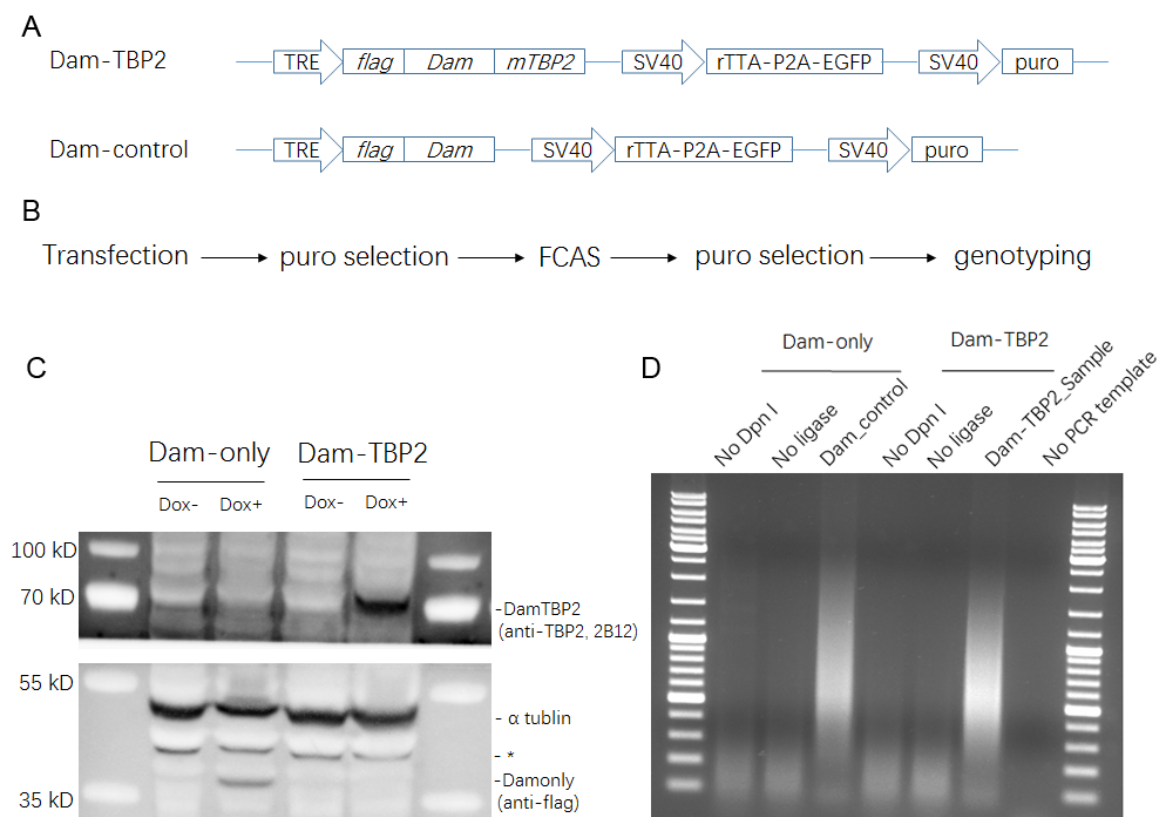 A
Dam-TBP2
TRE flag Dam mTBP2 SV40 rTTA-P2A-EGFP SV40 puro
Dam-control
TRE flag Dam SV40 rTTA-P2A-EGFP SV40 puro
B
Transfection puro selection FCAS puro selection genotyping
C
Dam-only Dam-TBP2
Dox- Dox+ Dox- Dox+
100 kD
70 kD
-DamTBP2
(anti-TBP2, 2B12)
55 kD
- α tublin
- *
-Damonly
(anti-flag)
35 kD
D
Dam-only Dam-TBP2
No Dpn I
No ligase
Dam_control
No Dpn I
No ligase
Dam-TBP2_Sample
No PCR template